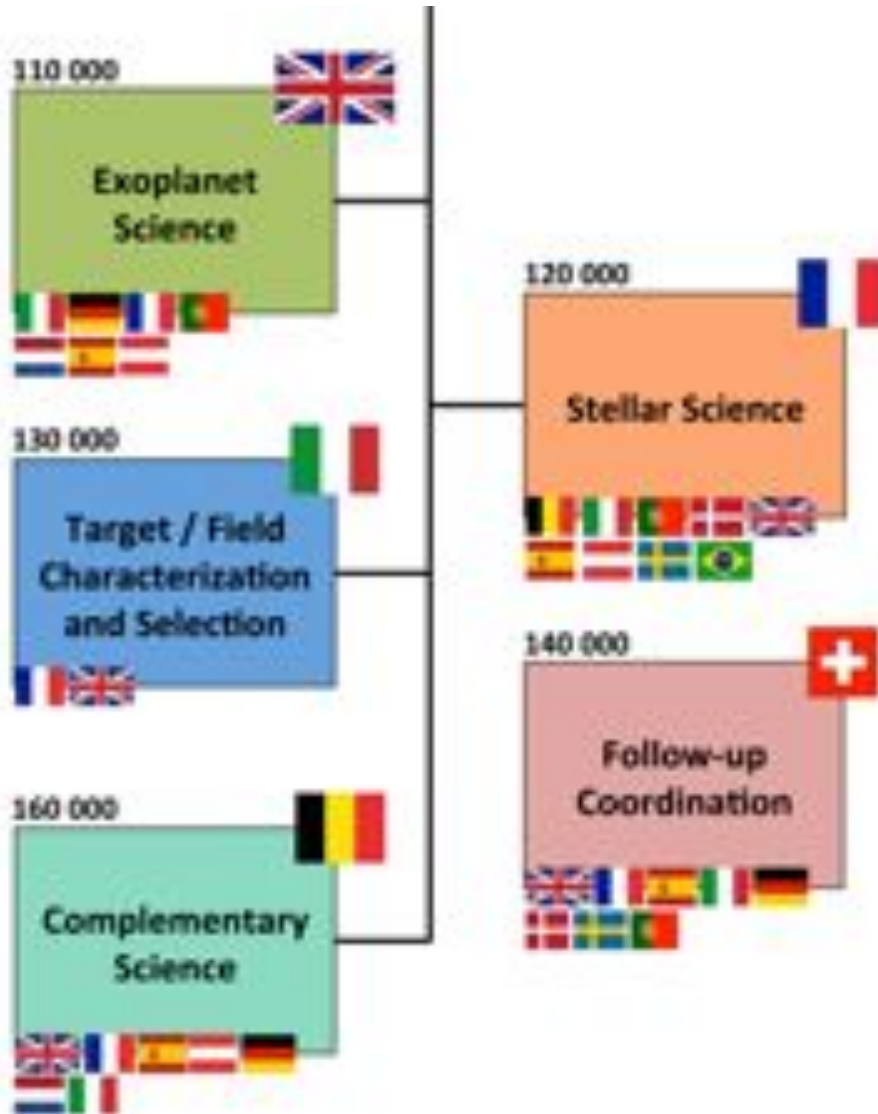 110 000
Exoplanet
Science
120 000
Stellar Science
130 000
Target / Field
Characterization
and Selection
140 000
Follow-up
Coordination
160 000
Complementary
Science